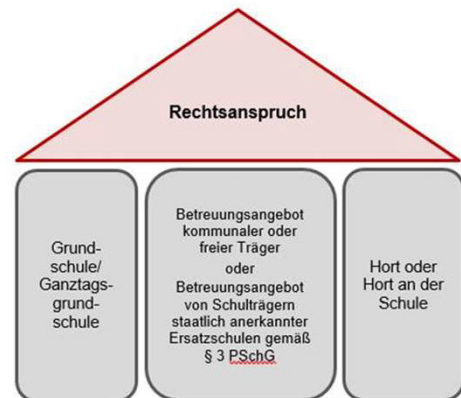 Rechtsanspruch
Grund-
schule/
Ganztags-
grund-
schule
Betreuungsangebot
kommunaler oder
freier Träger
oder
Betreuungsangebot
von Schulträgern
staatlich anerkannter
Ersatzschulen gemäß
§ 3 PSchG
Hort oder
Hort an der
Schule